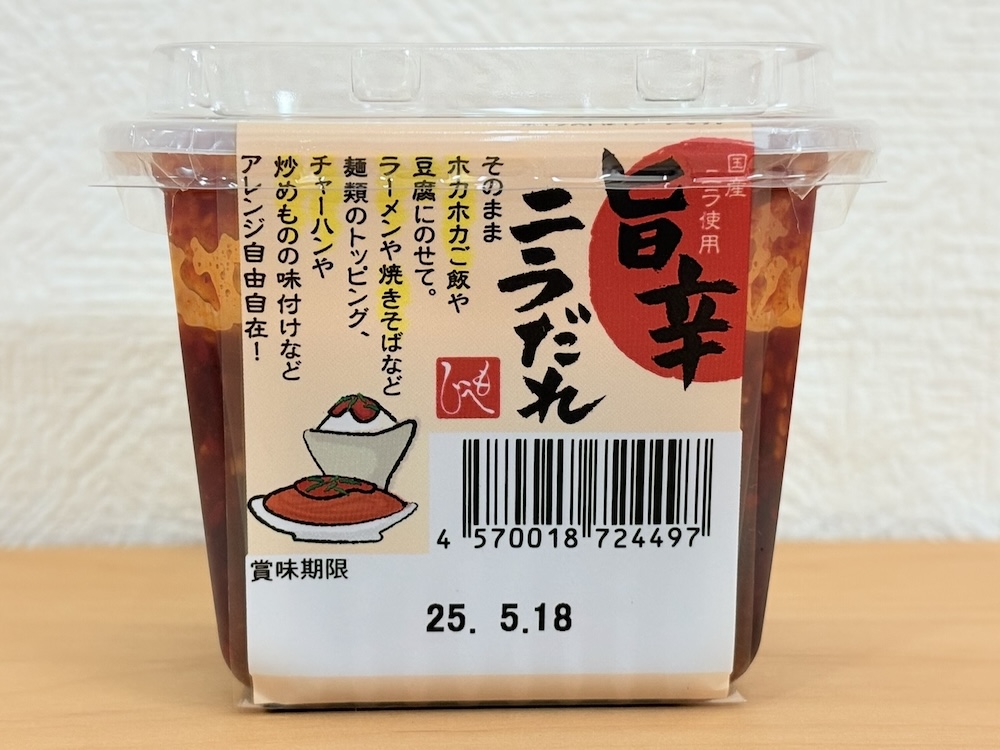 国産
ニラ使用
旨辛
ニラだれ
もへじ
そのまま
ホカホカご飯や
豆腐にのせて。
ラーメンや焼きそばなど
麺類のトッピング、
チャーハンや
炒めものの味付けなど
アレンジ自由自在!
4 570018 724497
賞味期限
25. 5.18